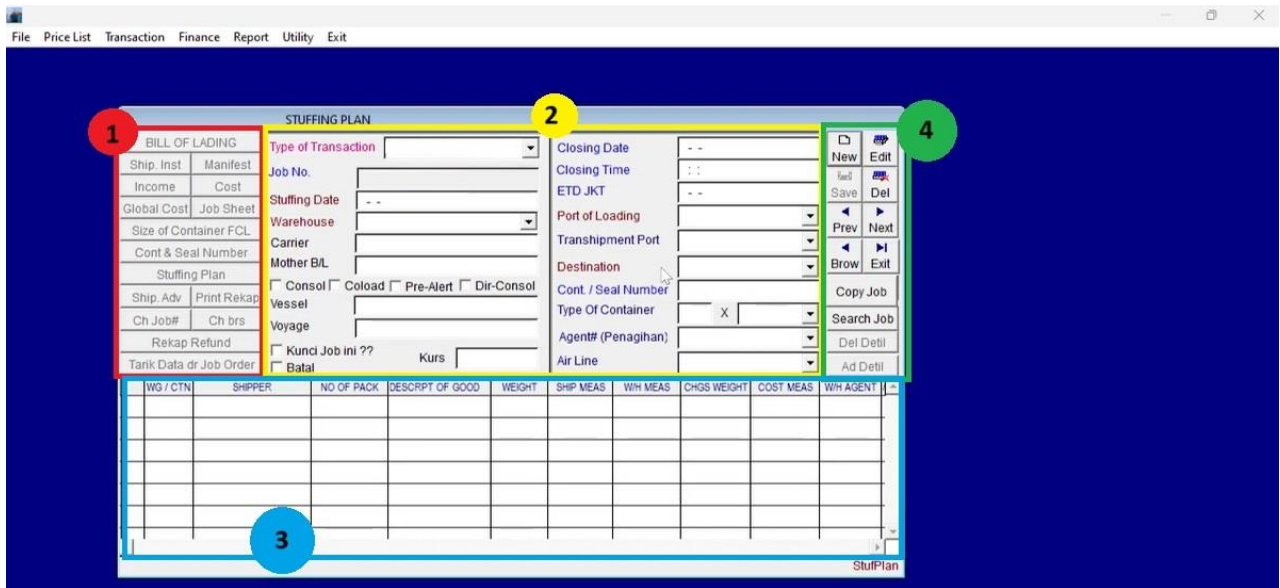 File Price List Transaction Finance Report Utility Exit
STUFFING PLAN
1
2
4
3
BILL OF LADING
Ship. Inst Manifest
Income Cost
Global Cost Job Sheet
Size of Container FCL
Cont & Seal Number
Stuffing Plan
Ship. Adv Print Rekap
Ch Job# Ch brs
Rekap Refund
Tarik Data dr Job Order
Type of Transaction
Job No.
Stuffing Date - -
Warehouse
Carrier
Mother B/L
Consol Coload Pre-Alert Dir-Consol
Vessel
Voyage
Kunci Job ini ??
Kurs
Batal
Closing Date - -
Closing Time : :
ETD JKT - -
Port of Loading
Transhipment Port
Destination
Cont. / Seal Number
Type Of Container X
Agent# (Penagihan)
Air Line
New Edit
Save Del
Prev Next
Brow Exit
Copy Job
Search Job
Del Detil
Ad Detil
WG / CTN SHIPPER NO OF PACK DESCRPT OF GOOD WEIGHT SHIP MEAS W/H MEAS CHGS WEIGHT COST MEAS W/H AGENT
StufPlan